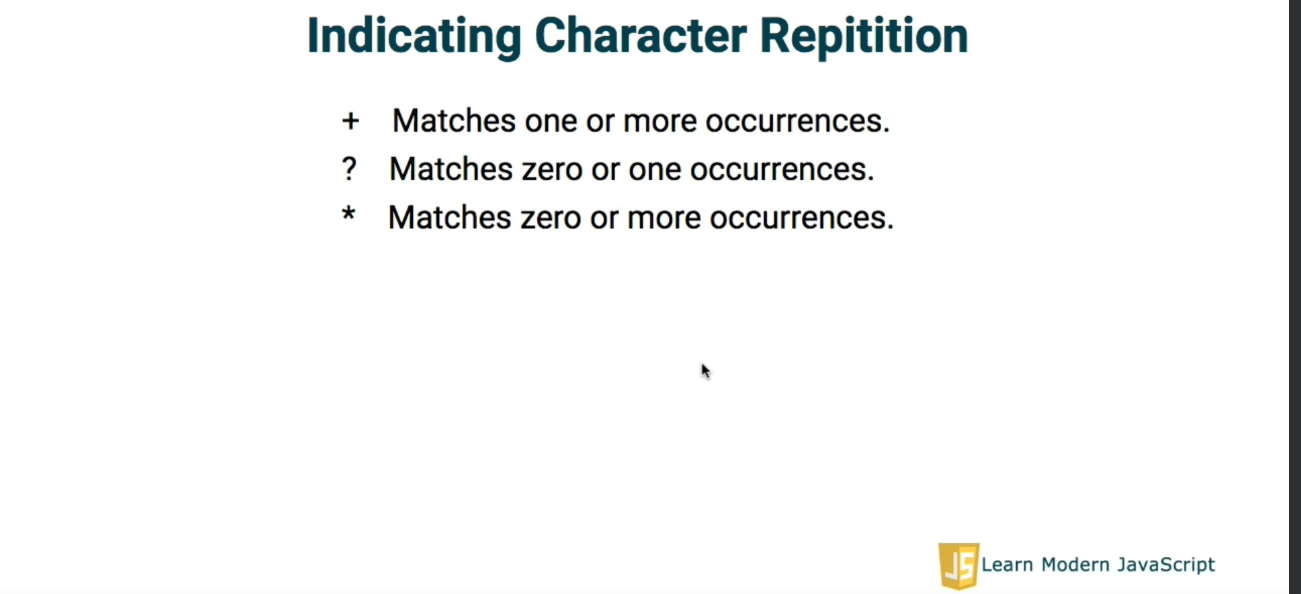 Indicating Character Repitition
+ Matches one or more occurrences.
? Matches zero or one occurrences.
* Matches zero or more occurrences.
JS Learn Modern JavaScript